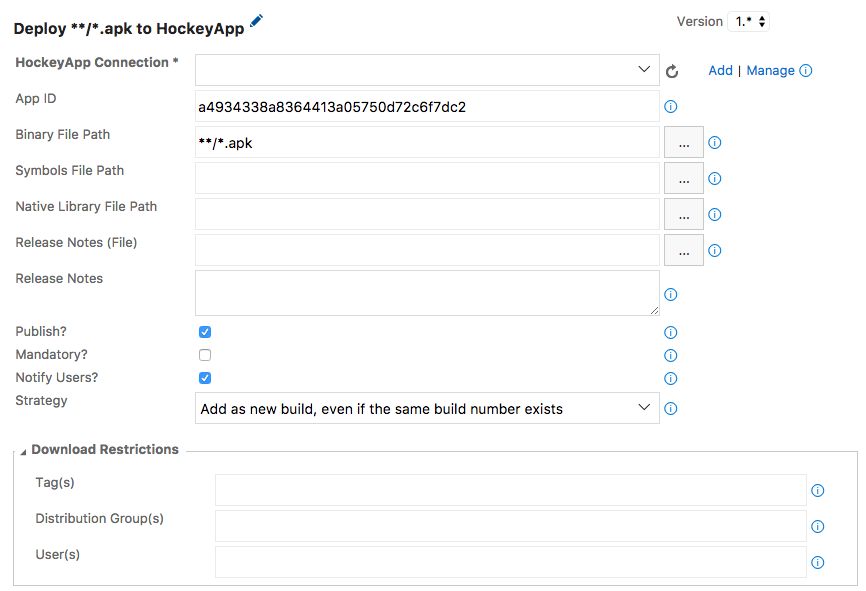 Deploy **/*.apk to HockeyApp
Version 1.*
HockeyApp Connection *
Add | Manage
App ID
a4934338a8364413a05750d72c6f7dc2
Binary File Path
**/*.apk
...
Symbols File Path
...
Native Library File Path
...
Release Notes (File)
...
Release Notes
Publish?
Mandatory?
Notify Users?
Strategy
Add as new build, even if the same build number exists
Download Restrictions
Tag(s)
Distribution Group(s)
User(s)